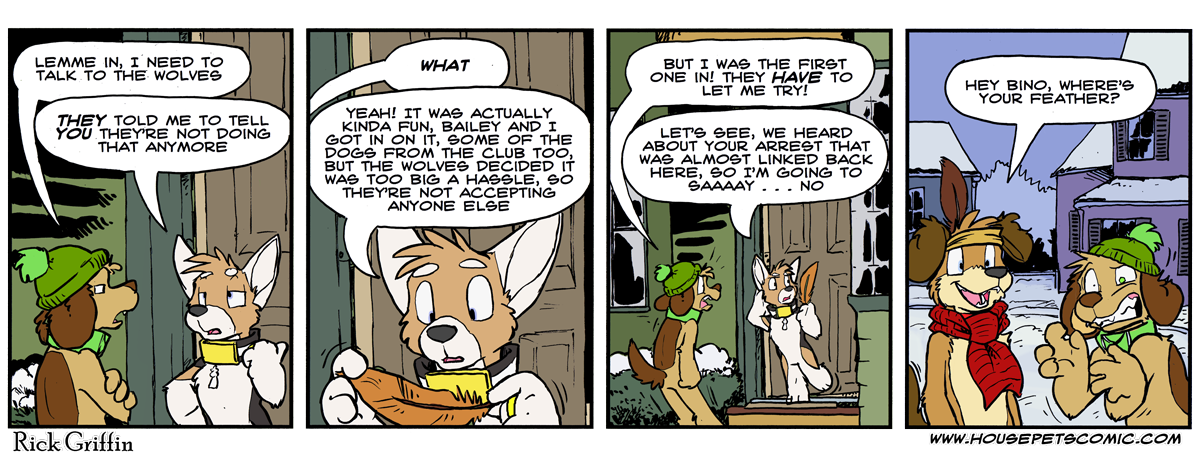 LEMME IN, I NEED TO
TALK TO THE WOLVES
THEY TOLD ME TO TELL
YOU THEY'RE NOT DOING
THAT ANYMORE
WHAT
YEAH! IT WAS ACTUALLY
KINDA FUN, BAILEY AND I
GOT IN ON IT, SOME OF THE
DOGS FROM THE CLUB TOO,
BUT THE WOLVES DECIDED IT
WAS TOO BIG A HASSLE, SO
THEY'RE NOT ACCEPTING
ANYONE ELSE
BUT I WAS THE FIRST
ONE IN! THEY HAVE TO
LET ME TRY!
LET'S SEE, WE HEARD
ABOUT YOUR ARREST THAT
WAS ALMOST LINKED BACK
HERE, SO I'M GOING TO
SAAAAY . . . NO
HEY BINO, WHERE'S
YOUR FEATHER?
Rick Griffin
WWW.HOUSEPETSCOMIC.COM